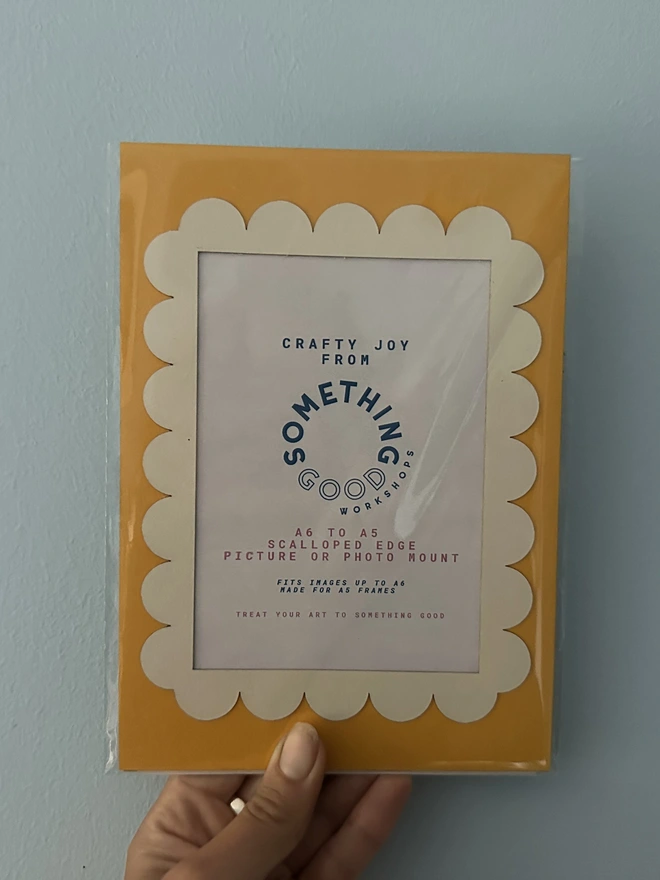 CRAFTY JOY
FROM
SOMETHING
GOOD
WORKSHOPS
A6 TO A5
SCALLOPED EDGE
PICTURE OR PHOTO MOUNT
FITS IMAGES UP TO A6
MADE FOR A5 FRAMES
TREAT YOUR ART TO SOMETHING GOOD